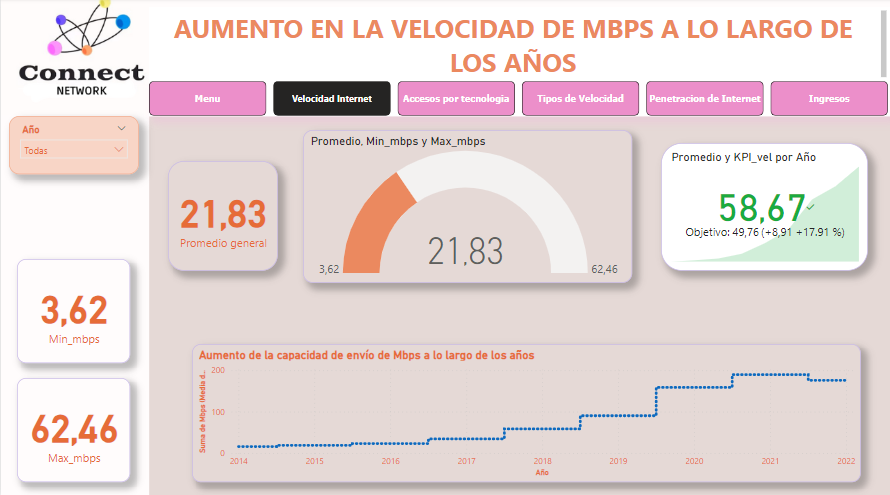 AUMENTO EN LA VELOCIDAD DE MBPS A LO LARGO DE
LOS AÑOS
Connect
NETWORK
Menu
Velocidad Internet
Accesos por tecnologia
Tipos de Velocidad
Penetracion de Internet
Ingresos
Año
Todas
21,83
Promedio general
Promedio, Min_mbps y Max_mbps
21,83
3,62
62,46
Promedio y KPI_vel por Año
58,67
Objetivo: 49,76 (+8,91 +17.91 %)
3,62
Min_mbps
62,46
Max_mbps
Aumento de la capacidad de envío de Mbps a lo largo de los años
Suma de Mbps (Media d...
200
100
0
2014
2015
2016
2017
2018
2019
2020
2021
2022
Año